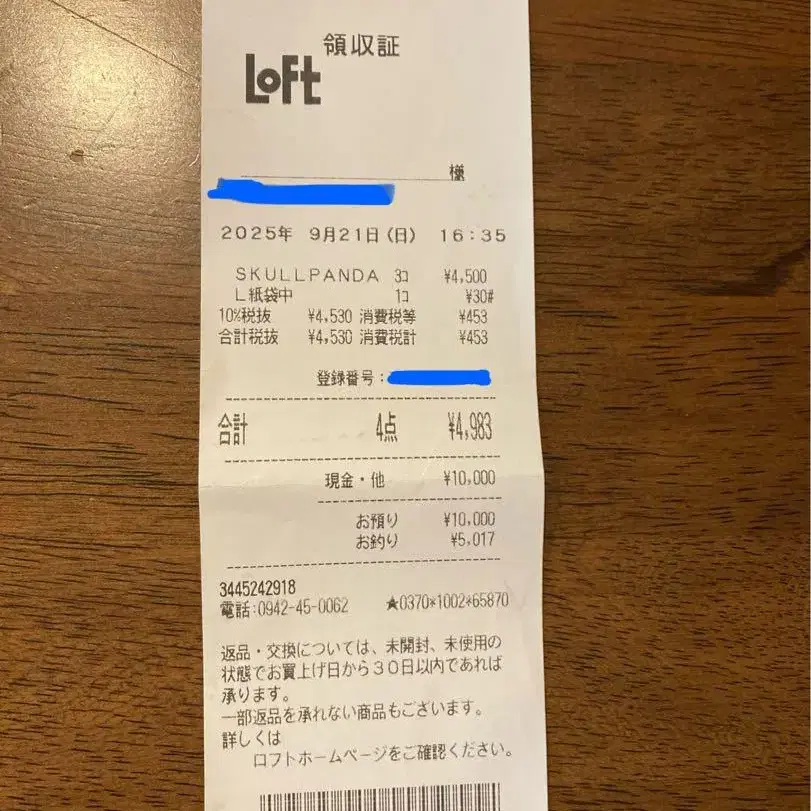 領収証
LoFt
様
2025年 9月21日(日) 16:35
SKULLPANDA 3コ ¥4,500
L紙袋中 1コ ¥30#
10%税抜 ¥4,530 消費税等 ¥453
合計税抜 ¥4,530 消費税計 ¥453
登録番号:
合計 4点 ¥4,983
現金・他 ¥10,000
お預り ¥10,000
お釣り ¥5,017
3445242918
電話:0942-45-0062 ★0370*1002*65870
返品・交換については、未開封、未使用の
状態でお買上げ日から30日以内であれば
承ります。
一部返品を承れない商品もございます。
詳しくは
ロフトホームページをご確認ください。